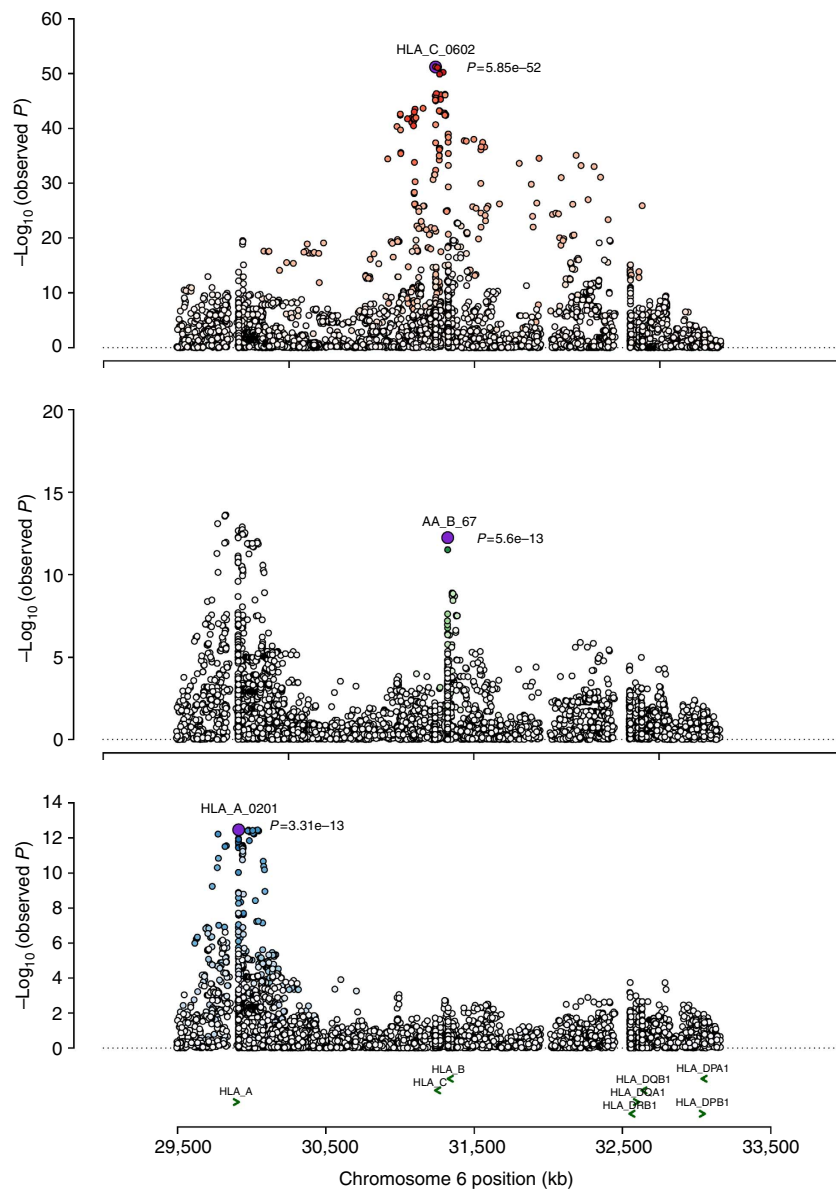 60
50
40
30
20
10
0
−Log10 (observed P)
HLA_C_0602
P=5.85e−52
20
15
10
5
0
−Log10 (observed P)
AA_B_67
P=5.6e−13
14
12
10
8
6
4
2
0
−Log10 (observed P)
HLA_A_0201
P=3.31e−13
HLA_B
HLA_DPA1
HLA_C
HLA_DQB1
HLA_A
HLA_DQA1
HLA_DRB1
HLA_DPB1
29,500
30,500
31,500
32,500
33,500
Chromosome 6 position (kb)